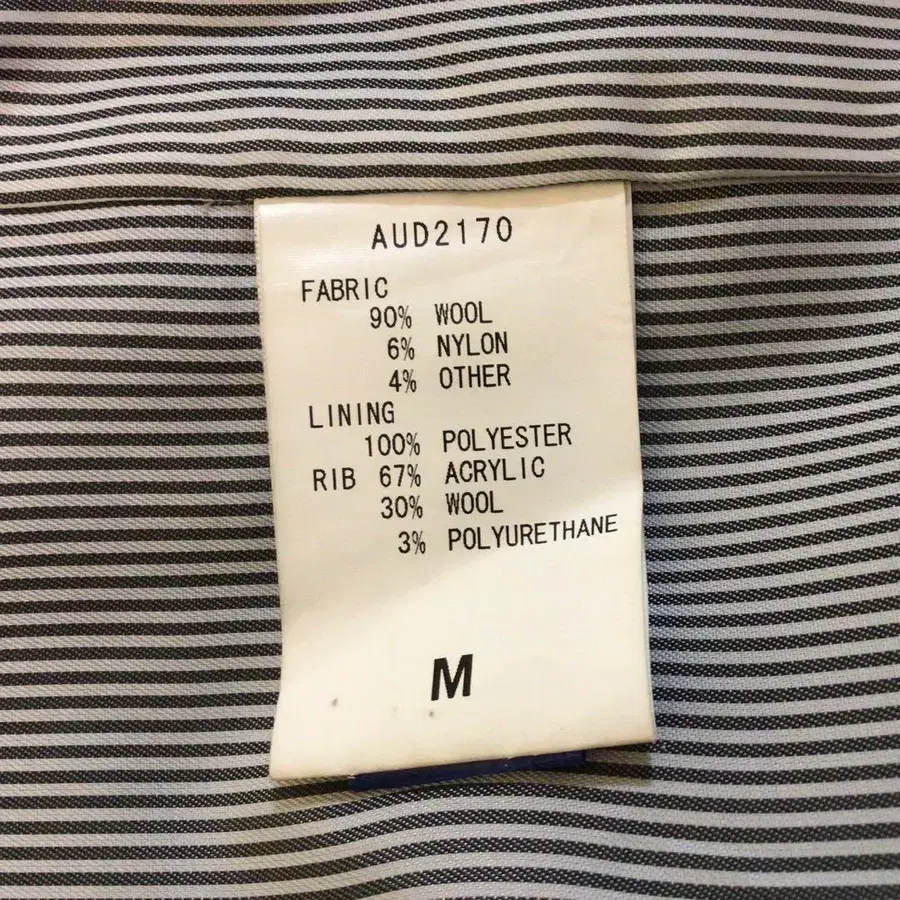 AUD2170
FABRIC
90% WOOL
6% NYLON
4% OTHER
LINING
100% POLYESTER
RIB 67% ACRYLIC
30% WOOL
3% POLYURETHANE
M